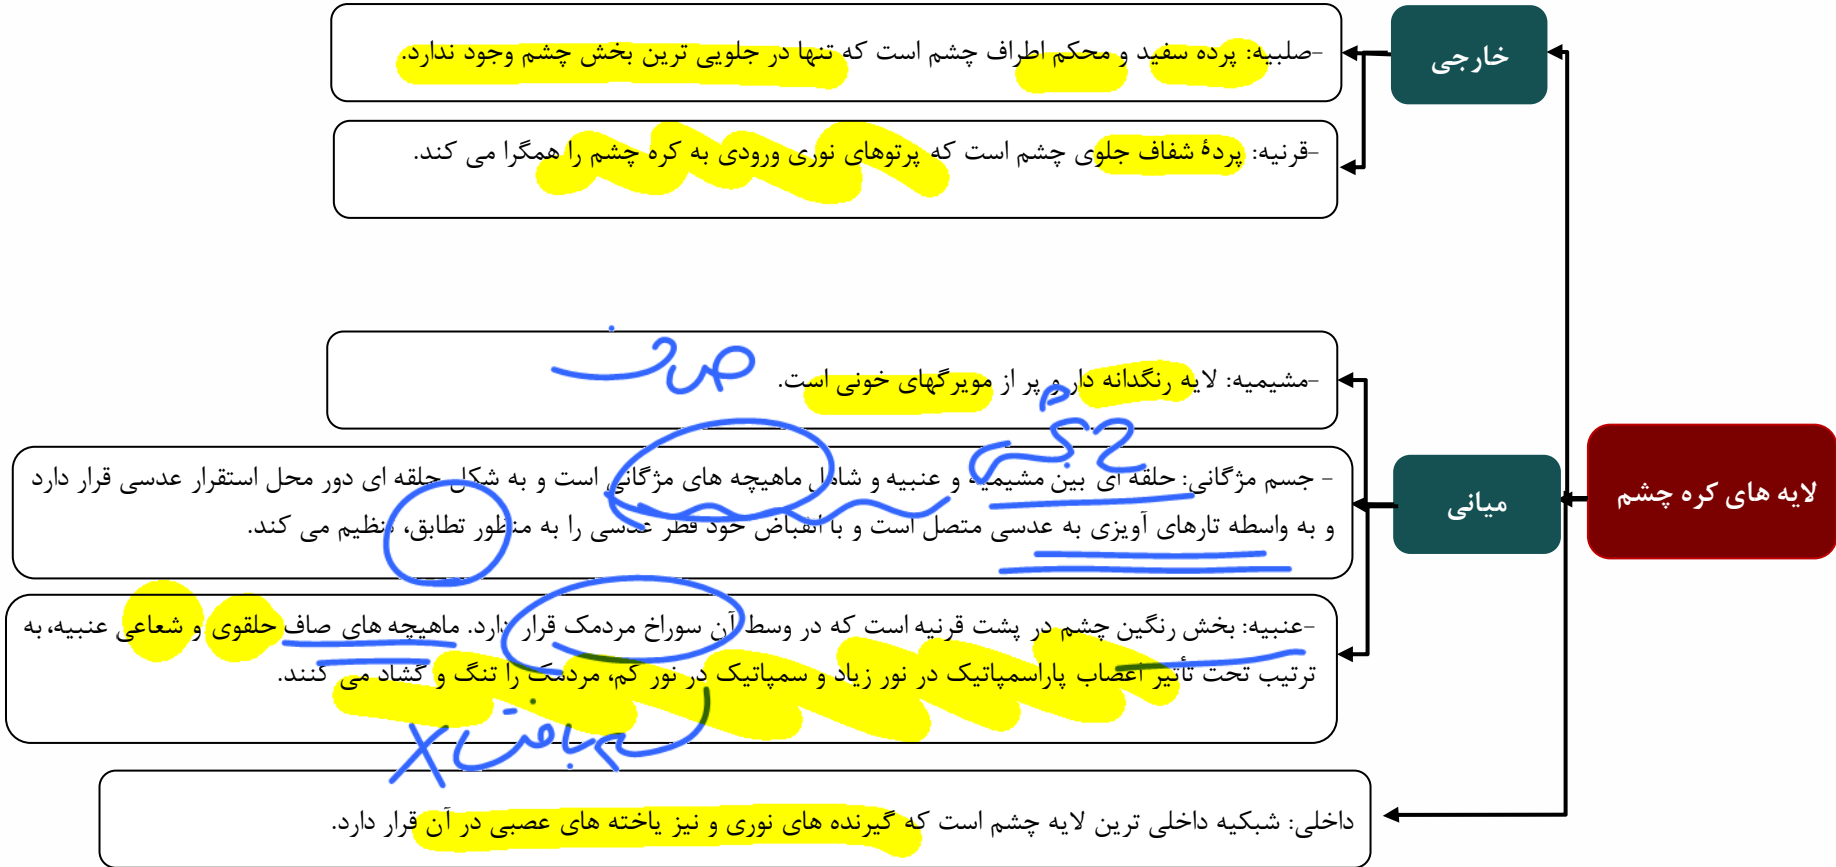 لایه های کره چشم
خارجی
-صلبیه: پرده سفید و محکم اطراف چشم است که تنها در جلویی ترین بخش چشم وجود ندارد.
-قرنیه: پردهٔ شفاف جلوی چشم است که پرتوهای نوری ورودی به کره چشم را همگرا می کند.
میانی
-مشیمیه: لایه رنگدانه دار و پر از مویرگهای خونی است.
صاف
- جسم مژگانی: حلقه ای بین مشیمیه و عنبیه و شامل ماهیچه های مژگانی است و به شکل حلقه ای دور محل استقرار عدسی قرار دارد
و به واسطه تارهای آویزی به عدسی متصل است و با انقباض خود قطر عدسی را به منظور تطابق، تنظیم می کند.
-عنبیه: بخش رنگین چشم در پشت قرنیه است که در وسط آن سوراخ مردمک قرار دارد. ماهیچه های صاف حلقوی و شعاعی عنبیه، به
ترتیب تحت تأثیر اعصاب پاراسمپاتیک در نور زیاد و سمپاتیک در نور کم، مردمک را تنگ و گشاد می کنند.
بافت X
داخلی: شبکیه داخلی ترین لایه چشم است که گیرنده های نوری و نیز یاخته های عصبی در آن قرار دارد.